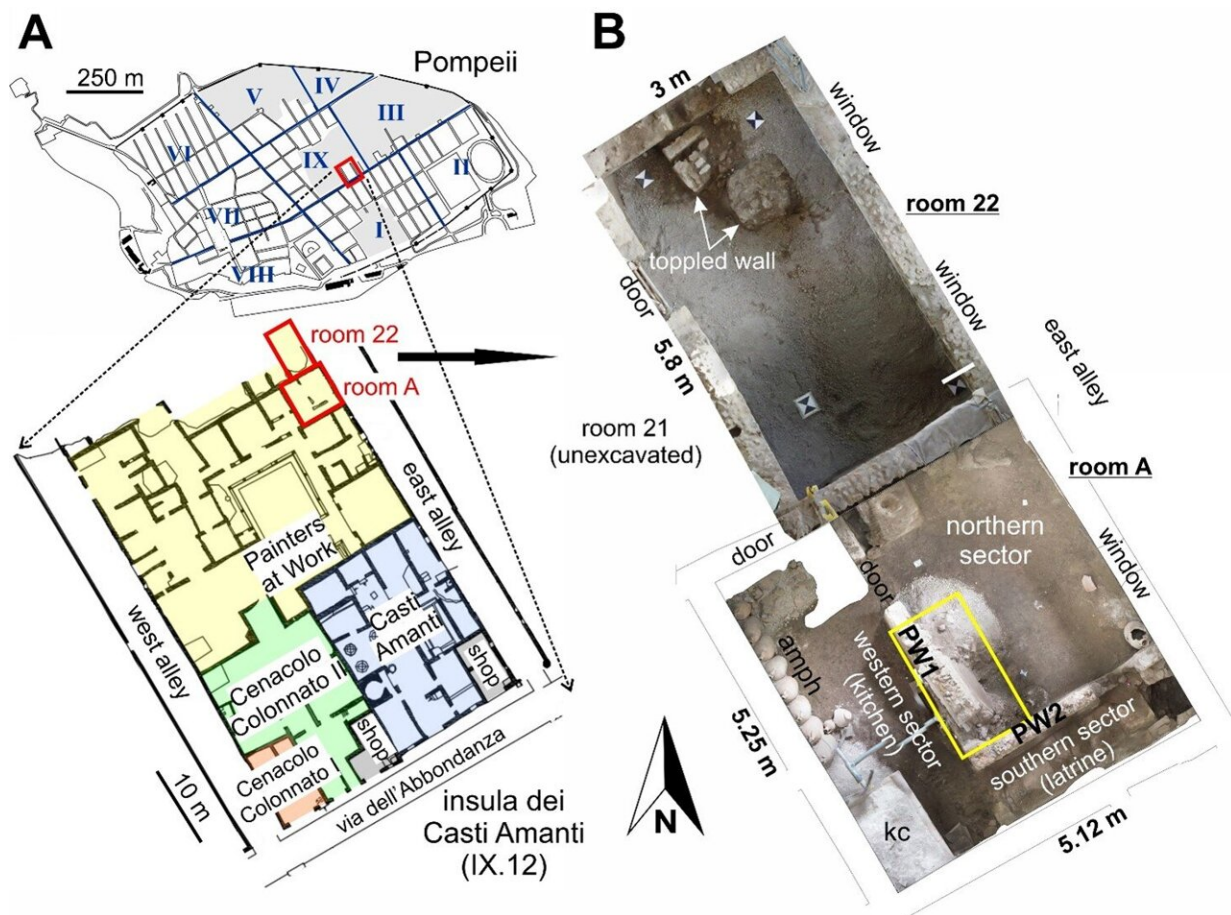 A
Pompeii
250 m
IV
V
III
VI
IX
II
VII
I
VIII
room 22
room A
Painters
at Work
east alley
west alley
Casti
Amanti
shop
Cenacolo
Colonnato II
shop
Cenacolo
Colonnato I
via dell'Abbondanza
10 m
insula dei
Casti Amanti
(IX.12)
N
B
3 m
window
room 22
toppled wall
door
window
5.8 m
east alley
room 21
(unexcavated)
room A
northern
sector
door
door
window
PW1
amph
western sector
(kitchen)
PW2
southern sector
(latrine)
5.25 m
kc
5.12 m